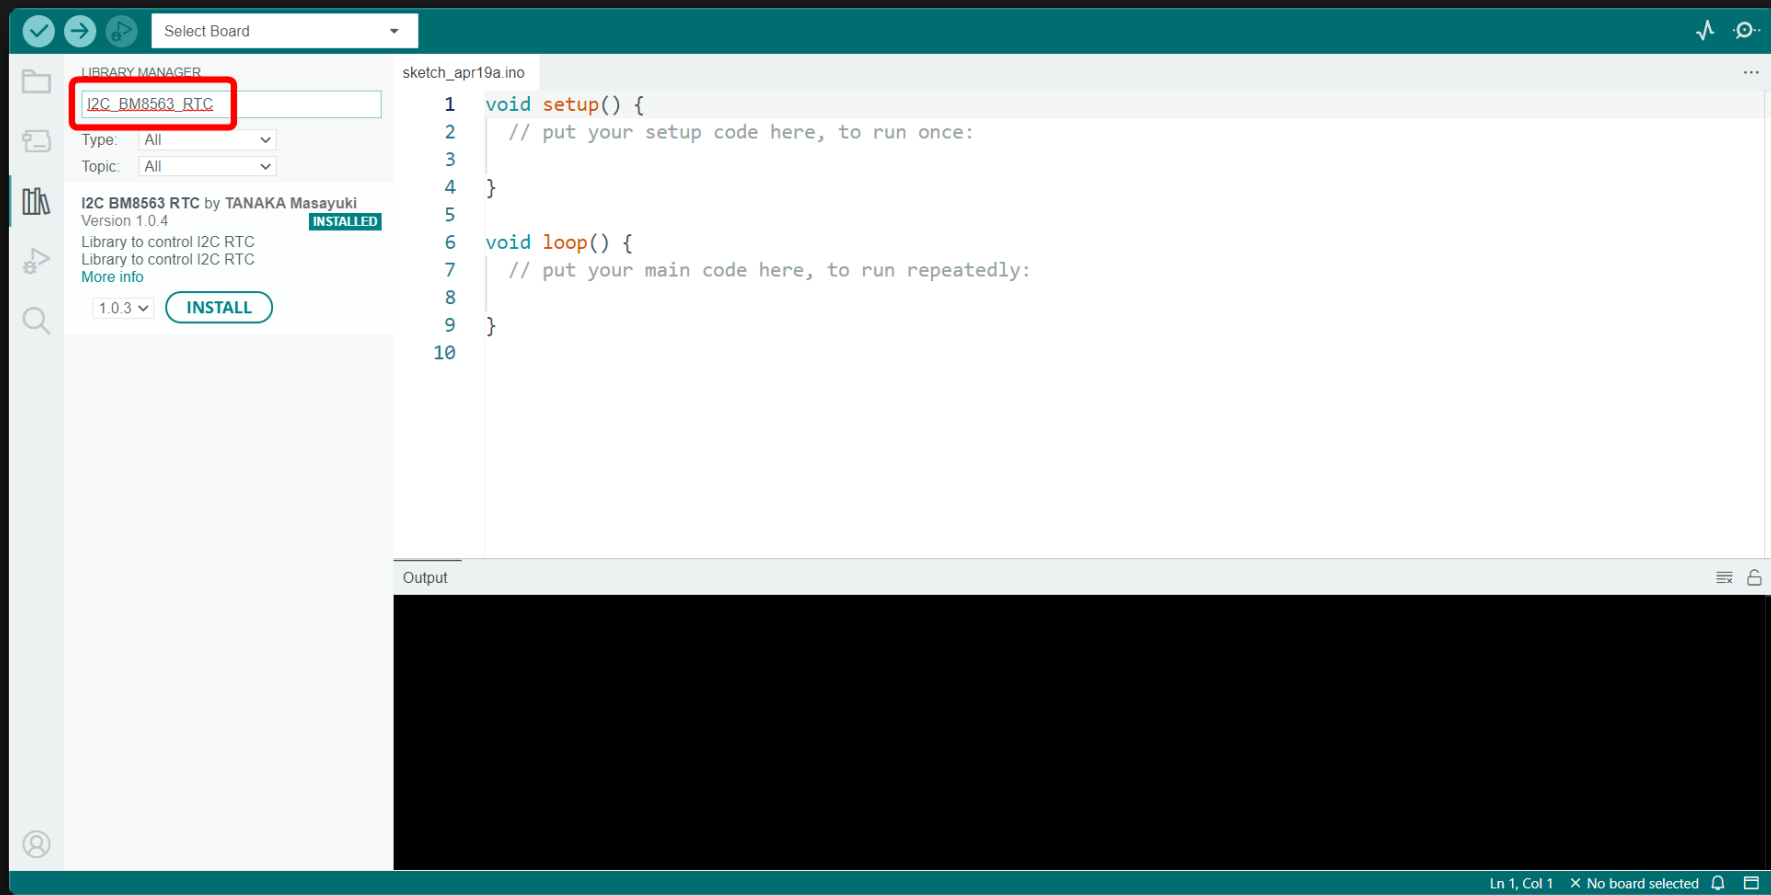 Select Board
LIBRARY MANAGER
sketch_apr19a.ino
I2C_BM8563_RTC
Type: All
Topic: All
I2C BM8563 RTC by TANAKA Masayuki
Version 1.0.4 INSTALLED
Library to control I2C RTC
Library to control I2C RTC
More info
1.0.3 INSTALL
1 void setup() {
2 // put your setup code here, to run once:
3
4 }
5
6 void loop() {
7 // put your main code here, to run repeatedly:
8
9 }
10
Output
Ln 1, Col 1 No board selected